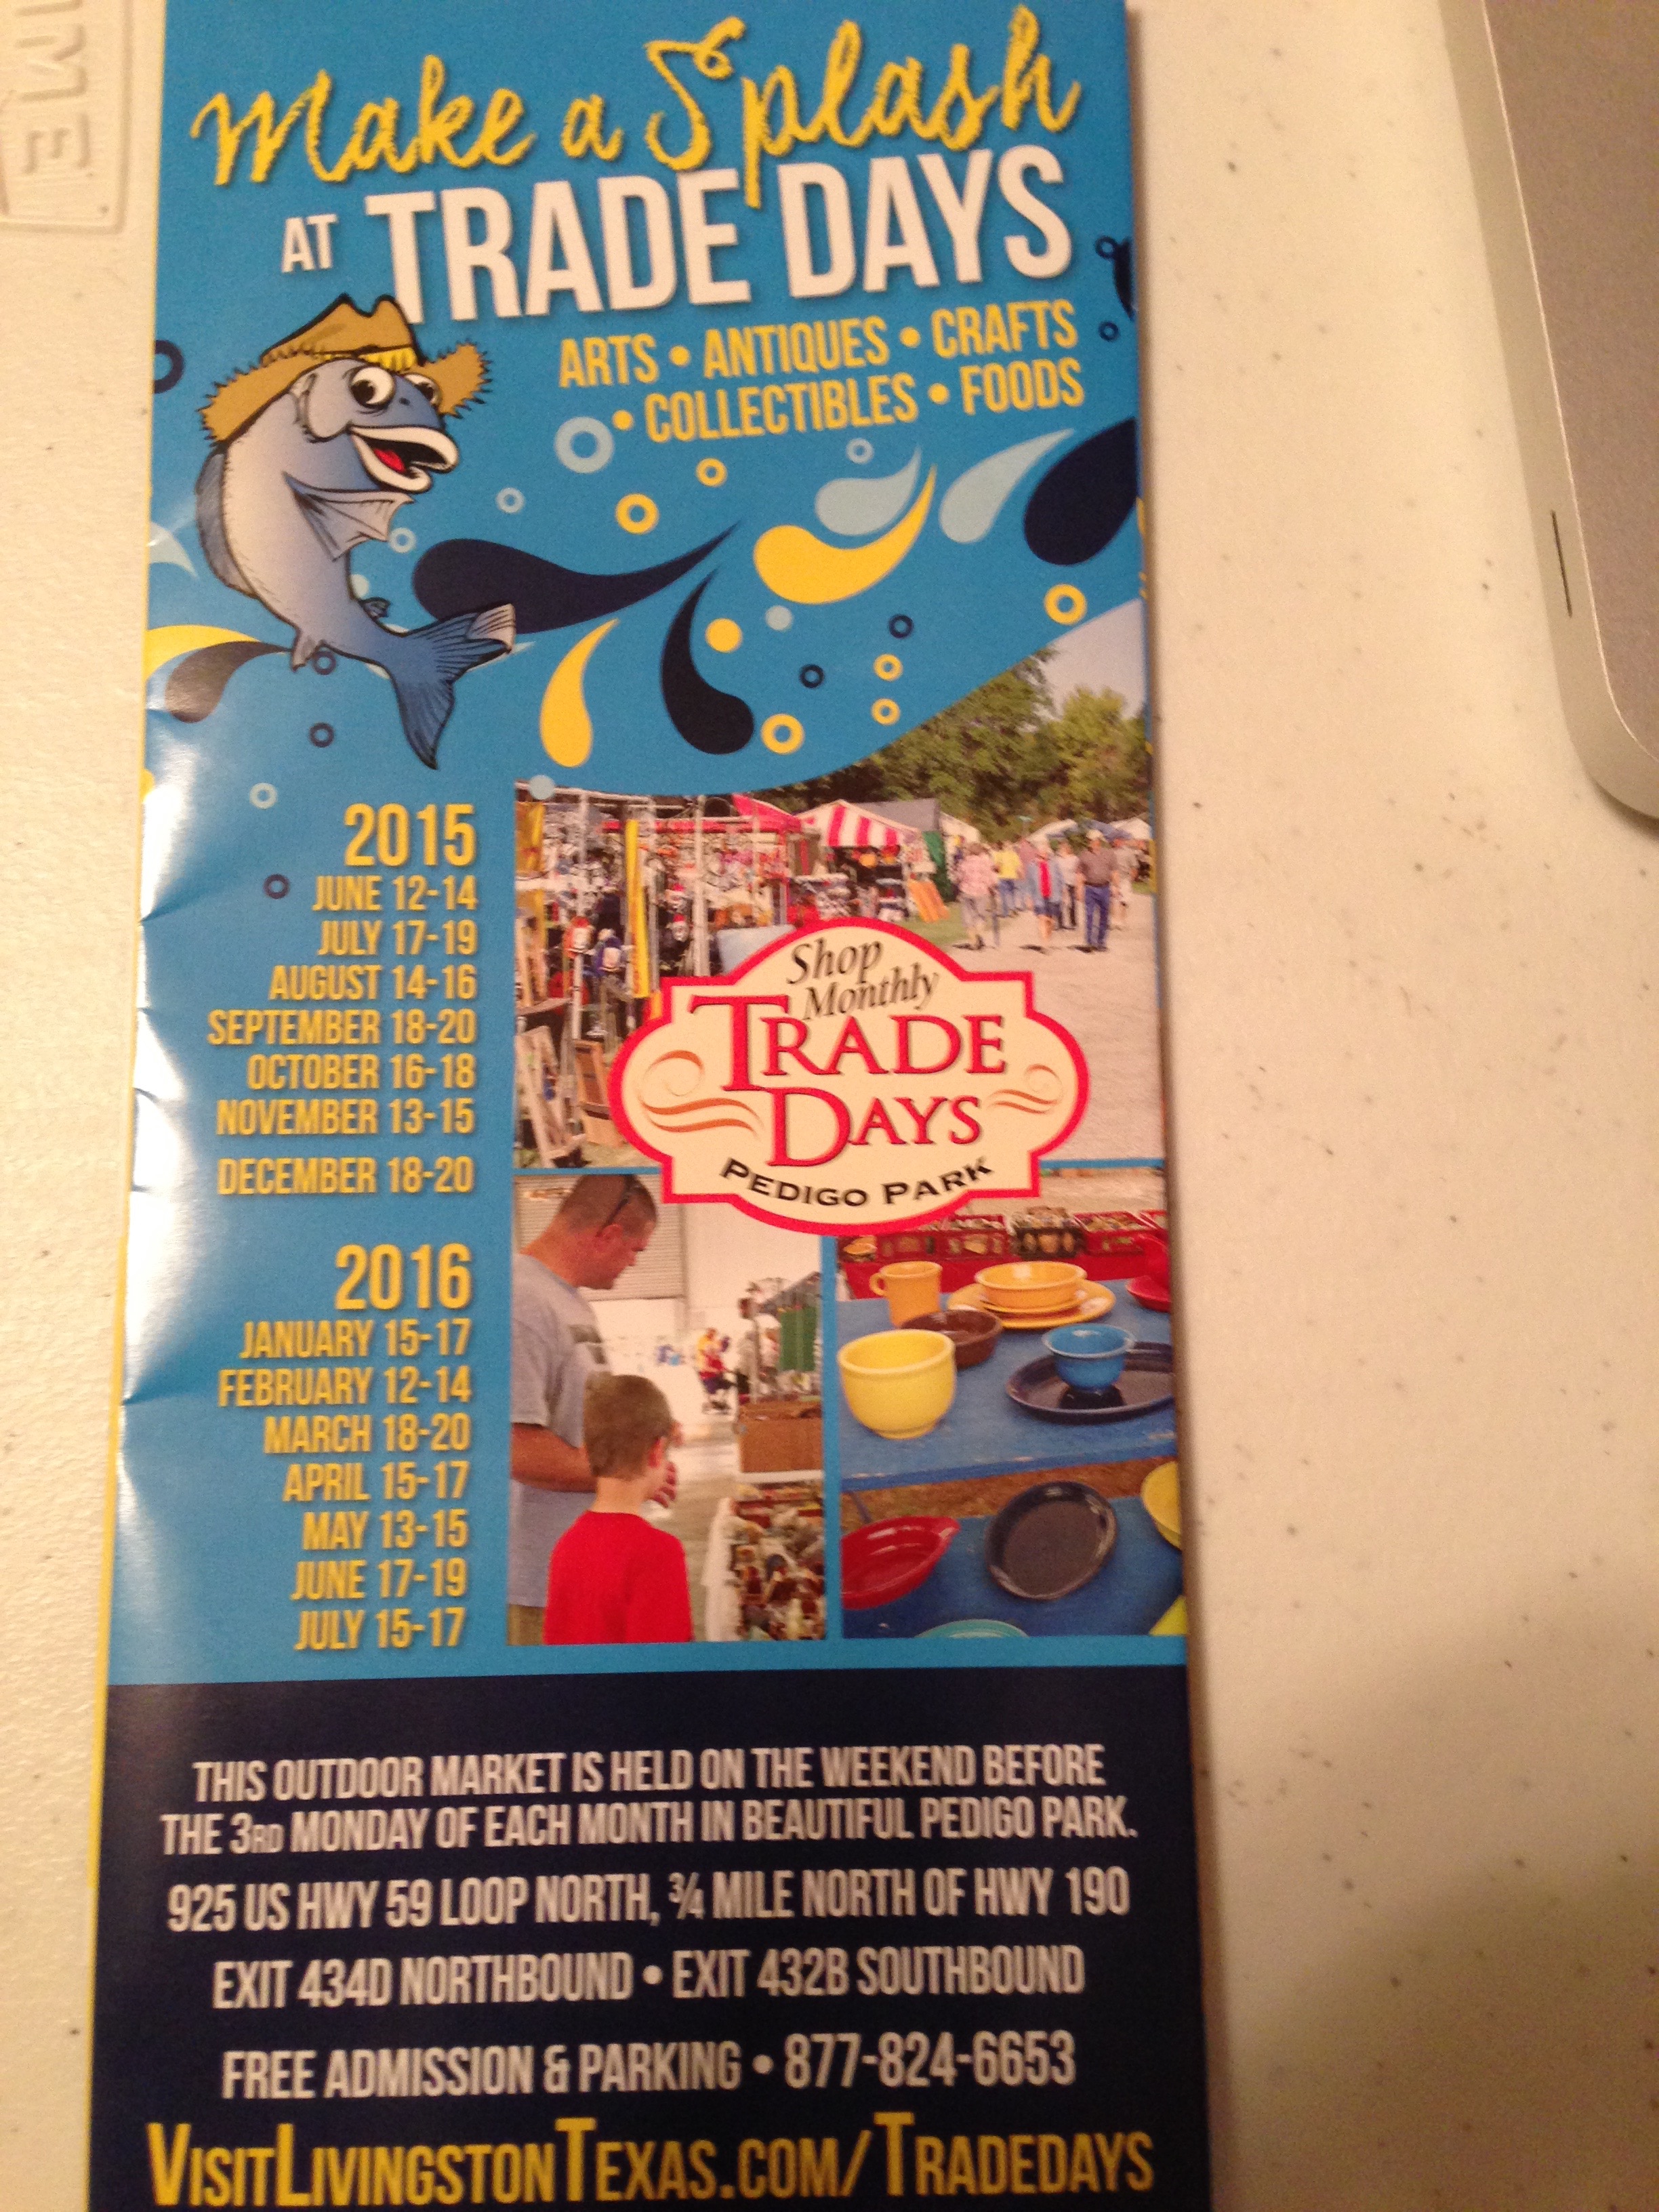 IME
Make a Splash
AT TRADE DAYS
ARTS • ANTIQUES • CRAFTS
• COLLECTIBLES • FOODS
2015
JUNE 12-14
JULY 17-19
AUGUST 14-16
SEPTEMBER 18-20
OCTOBER 16-18
NOVEMBER 13-15
DECEMBER 18-20
2016
JANUARY 15-17
FEBRUARY 12-14
MARCH 18-20
APRIL 15-17
MAY 13-15
JUNE 17-19
JULY 15-17
Shop
Monthly
TRADE
DAYS
PEDIGO PARK
THIS OUTDOOR MARKET IS HELD ON THE WEEKEND BEFORE
THE 3RD MONDAY OF EACH MONTH IN BEAUTIFUL PEDIGO PARK.
925 US HWY 59 LOOP NORTH, ¾ MILE NORTH OF HWY 190
EXIT 434D NORTHBOUND • EXIT 432B SOUTHBOUND
FREE ADMISSION & PARKING • 877-824-6653
VISITLIVINGSTONTEXAS.COM/TRADEDAYS